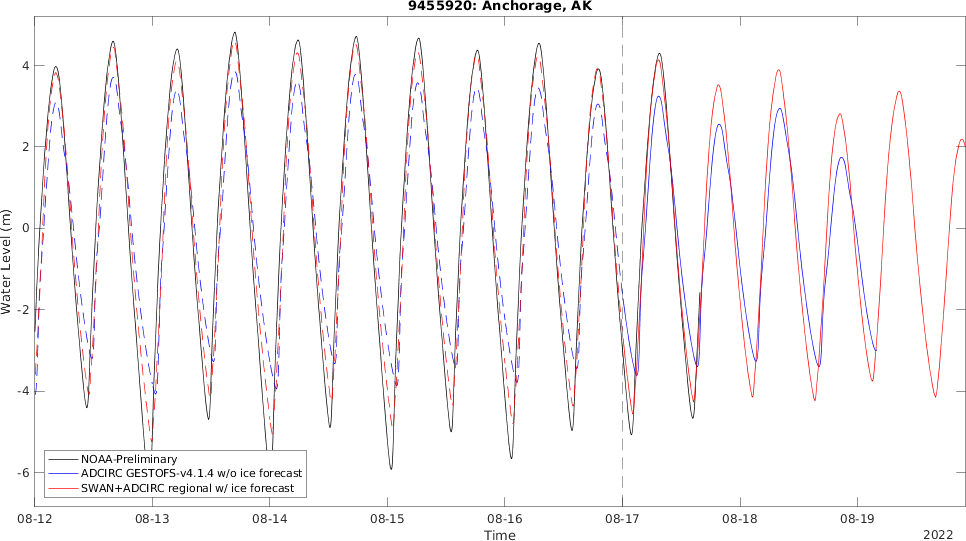 9455920: Anchorage, AK
Water Level (m)
4
2
0
-2
-4
-6
NOAA-Preliminary
ADCIRC GESTOFS-v4.1.4 w/o ice forecast
SWAN+ADCIRC regional w/ ice forecast
08-12 08-13 08-14 08-15 08-16 08-17 08-18 08-19
Time
2022